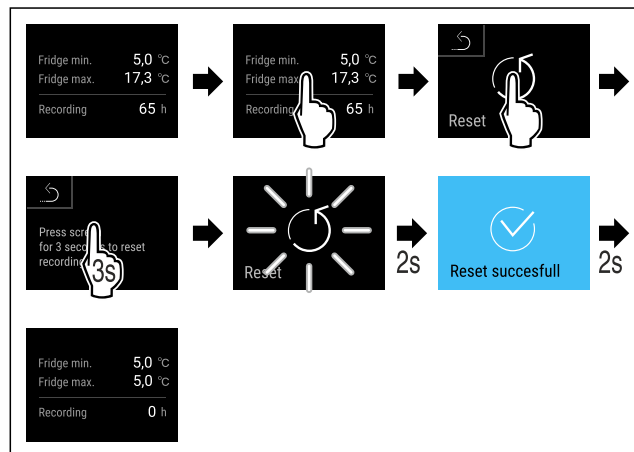 Fridge min. 5,0 °C
Fridge max. 17,3 °C
Recording 65 h
Fridge min. 5,0 °C
Fridge max 17,3 °C
Recording 65 h
Reset
Press
for 3 seconds to reset
recording
3s
Reset
2s
Reset succesfull
2s
Fridge min. 5,0 °C
Fridge max. 5,0 °C
Recording 0 h